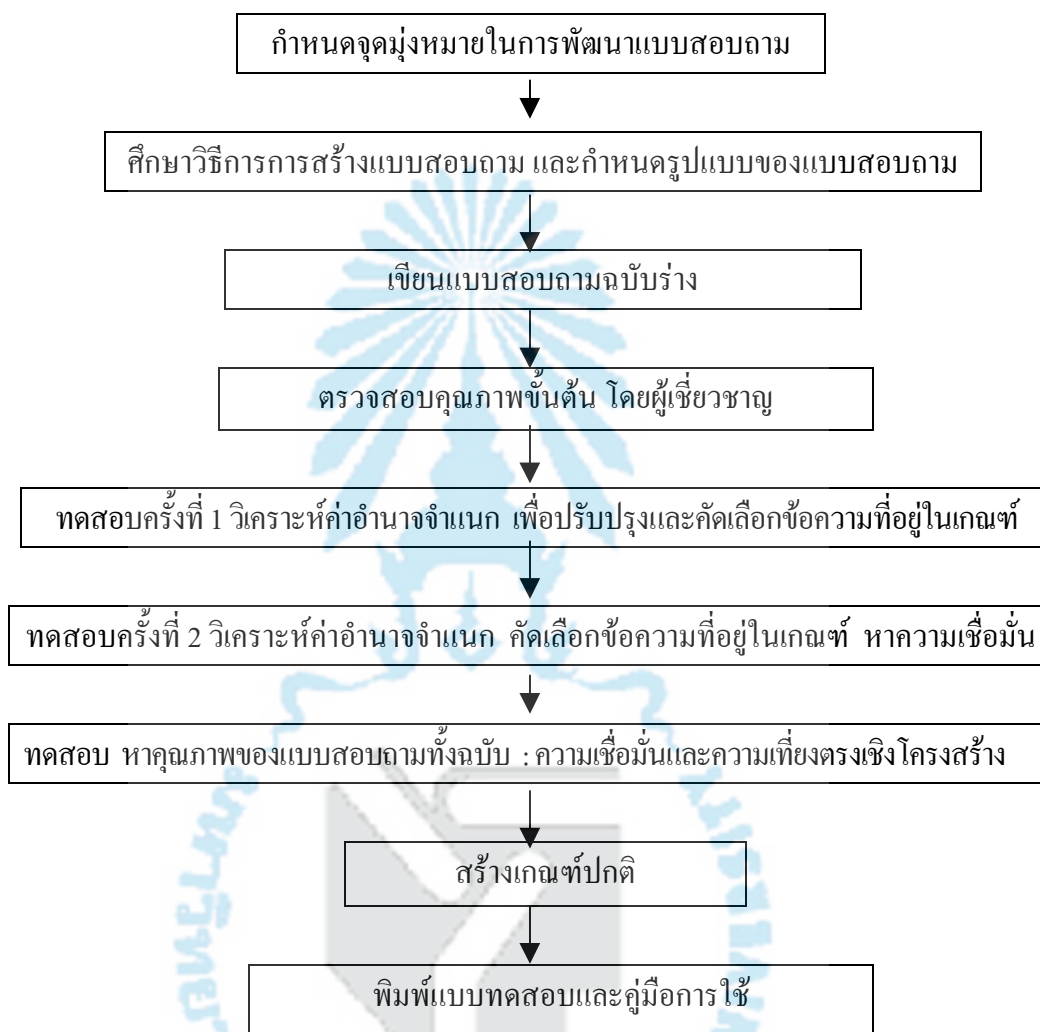 กำหนดจุดมุ่งหมายในการพัฒนาแบบสอบถาม
ศึกษาวิธีการการสร้างแบบสอบถาม และกำหนดรูปแบบของแบบสอบถาม
เขียนแบบสอบถามฉบับร่าง
ตรวจสอบคุณภาพขั้นต้น โดยผู้เชี่ยวชาญ
ทดสอบครั้งที่ 1 วิเคราะห์ค่าอำนาจจำแนก เพื่อปรับปรุงและคัดเลือกข้อความที่อยู่ในเกณฑ์
ทดสอบครั้งที่ 2 วิเคราะห์ค่าอำนาจจำแนก คัดเลือกข้อความที่อยู่ในเกณฑ์ หาความเชื่อมั่น
ทดสอบ หาคุณภาพของแบบสอบถามทั้งฉบับ : ความเชื่อมั่นและความเที่ยงตรงเชิงโครงสร้าง
สร้างเกณฑ์ปกติ
พิมพ์แบบทดสอบและคู่มือการใช้